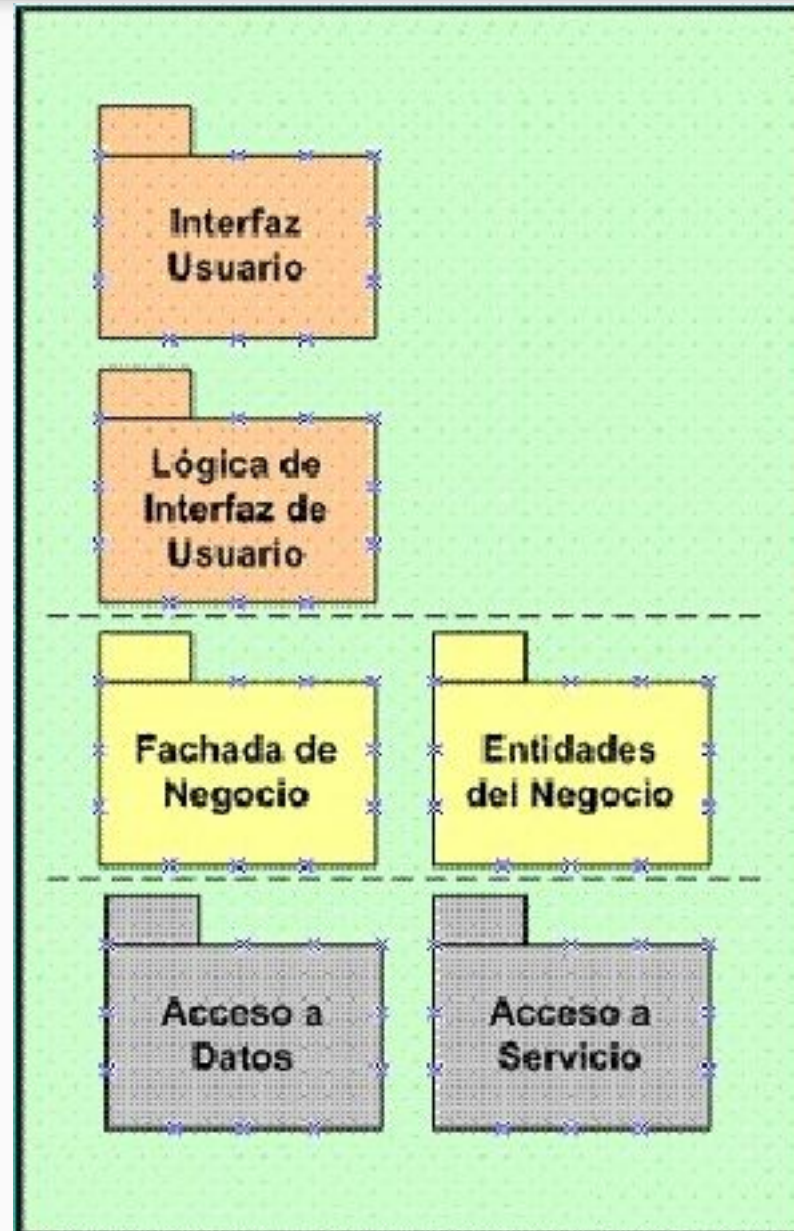 Interfaz
Usuario
Lógica de
Interfaz de
Usuario
Fachada de
Negocio
Entidades
del Negocio
Acceso a
Datos
Acceso a
Servicio